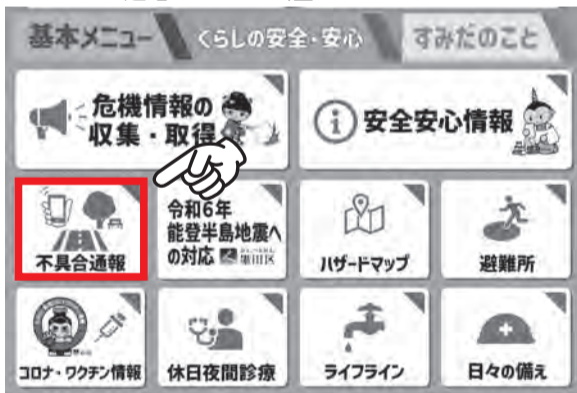 基本メニュー
くらしの安全・安心
すみだのこと
危機情報の
収集・取得
安全安心情報
不具合通報
令和6年
能登半島地震へ
の対応 墨田区
ハザードマップ
避難所
コロナ・ワクチン情報
休日夜間診療
ライフライン
日々の備え